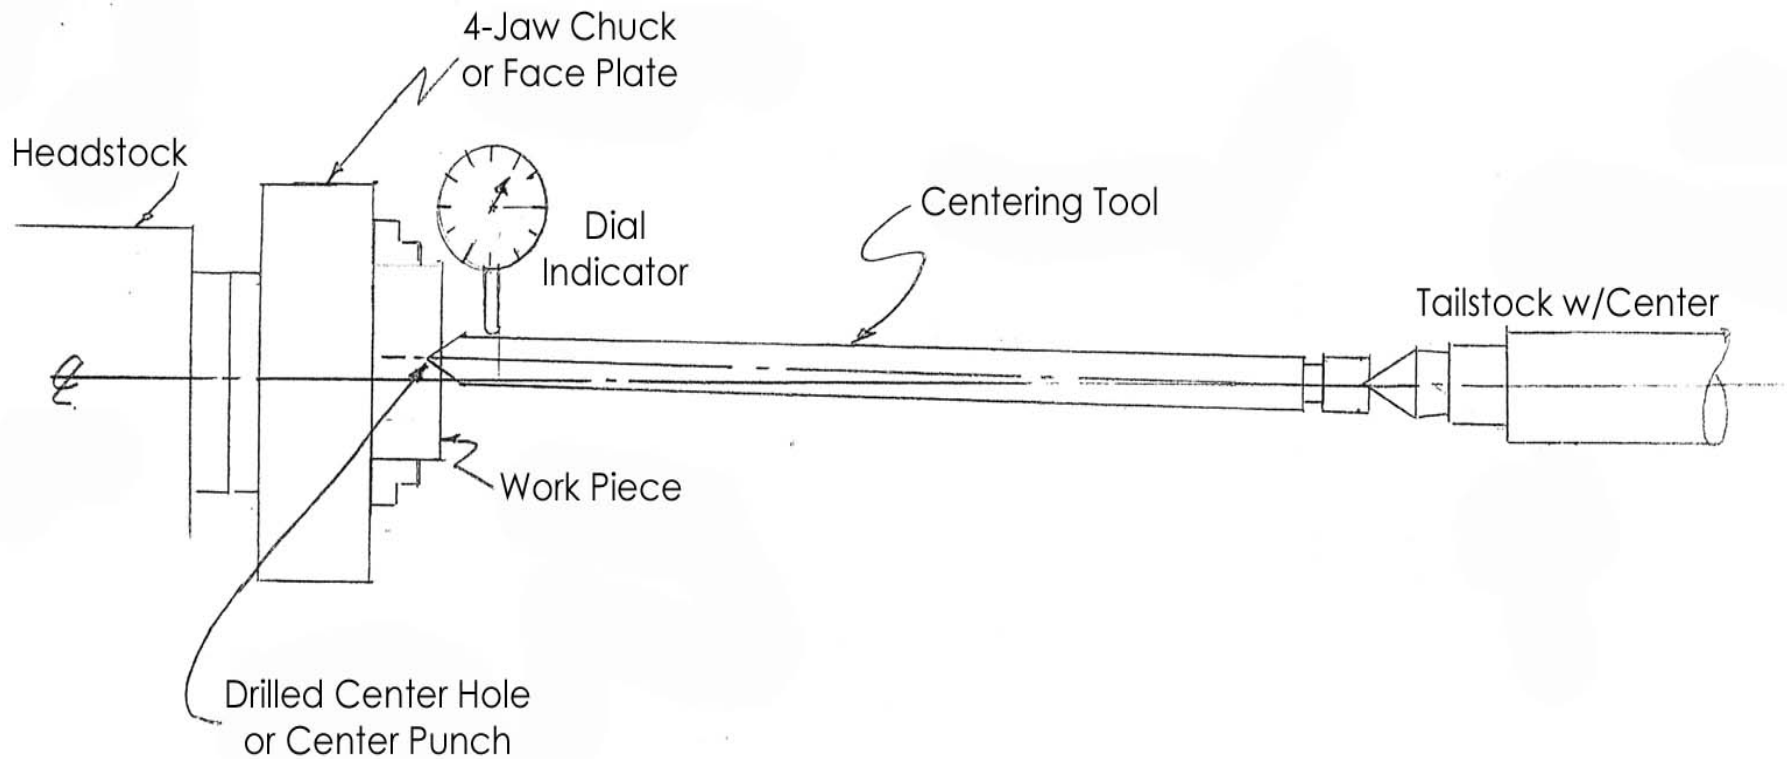 4-Jaw Chuck
or Face Plate
Headstock
Dial
Indicator
Centering Tool
Tailstock w/Center
Work Piece
Drilled Center Hole
or Center Punch